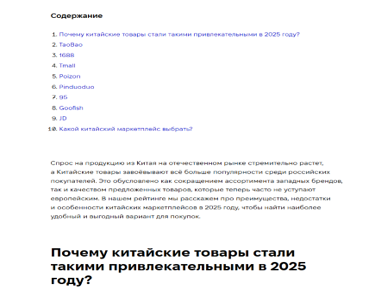 Содержание
1. Почему китайские товары стали такими привлекательными в 2025 году?
2. ТаоВао
3. 1688
4. Tmall
5. Poizon
6. Pinduoduo
7. 95
8. Goofish
9. JD
10. Какой китайский маркетплейс выбрать?
Спрос на продукцию из Китая на отечественном рынке стремительно растет,
а Китайские товары завоёвывают всё больше популярности среди российских
покупателей. Это обусловлено как сокращением ассортимента западных брендов,
так и качеством предложенных товаров, которые теперь часто не уступают
европейским. В нашем рейтинге мы расскажем про преимущества, недостатки
и особенности китайских маркетплейсов в 2025 году, чтобы найти наиболее
удобный и выгодный вариант для покупок.
Почему китайские товары стали
такими привлекательными в 2025
году?